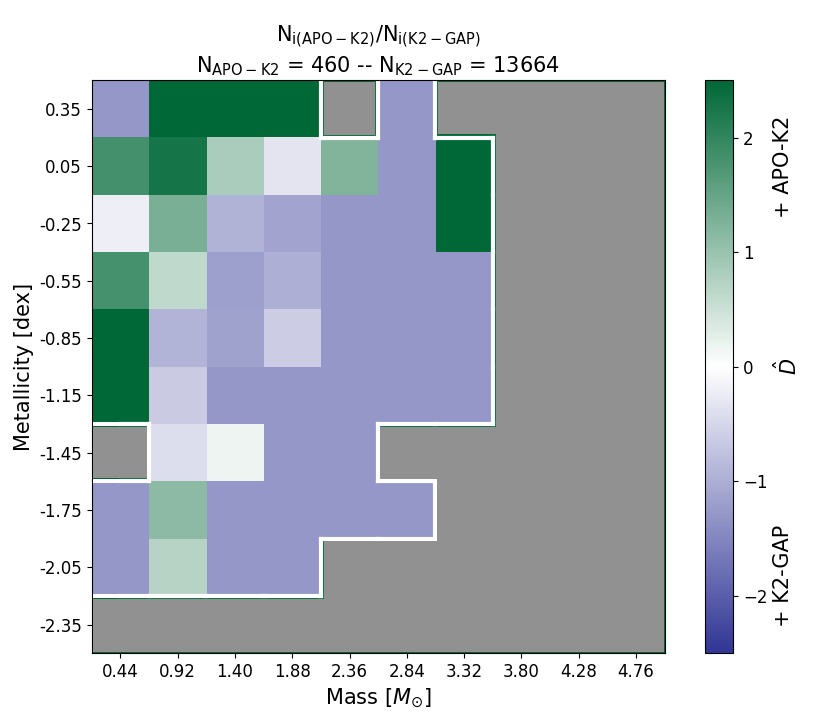 N_i(APO−K2)/N_i(K2−GAP)
N_APO−K2 = 460 -- N_K2−GAP = 13664
0.35
0.05
-0.25
-0.55
-0.85
-1.15
-1.45
-1.75
-2.05
-2.35
Metallicity [dex]
0.44 0.92 1.40 1.88 2.36 2.84 3.32 3.80 4.28 4.76
Mass [M⊙]
2
1
0
−1
−2
+ APO-K2
D̂
+ K2-GAP